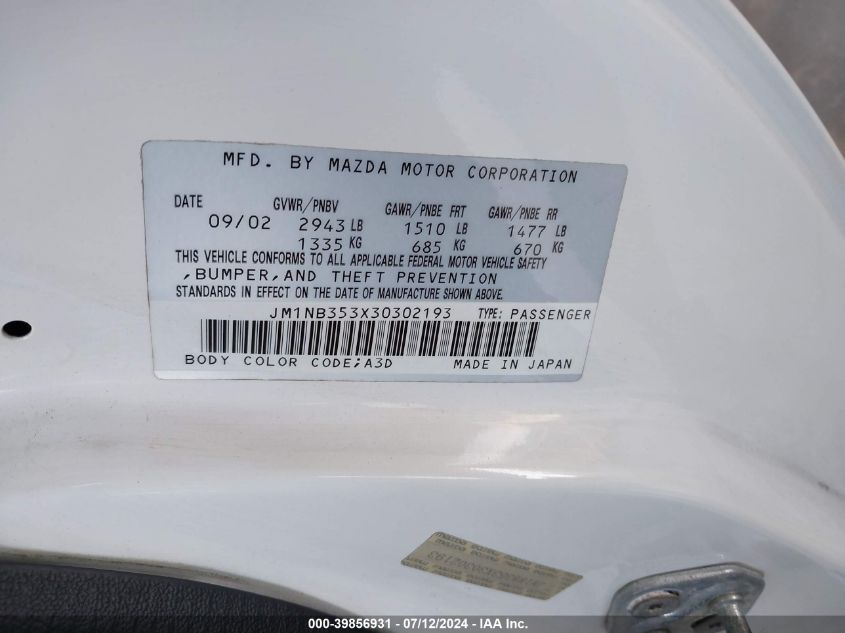 MFD. BY MAZDA MOTOR CORPORATION
DATE GVWR/PNBV GAWR/PNBE FRT GAWR/PNBE RR
09/02 2943 LB 1510 LB 1477 LB
1335 KG 685 KG 670 KG
THIS VEHICLE CONFORMS TO ALL APPLICABLE FEDERAL MOTOR VEHICLE SAFETY
,BUMPER,AND THEFT PREVENTION
STANDARDS IN EFFECT ON THE DATE OF MANUFACTURE SHOWN ABOVE.
JM1NB353X30302193 TYPE: PASSENGER
BODY COLOR CODE;A3D MADE IN JAPAN
000-39856931 - 07/12/2024 - IAA Inc.